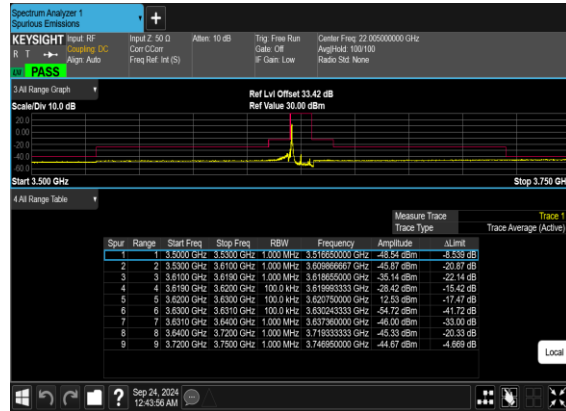 Spectrum Analyzer 1
Spurious Emissions
+
KEYSIGHT Input: RF Input Z: 50 Ω Atten: 10 dB Trig: Free Run Center Freq: 22.005000000 GHz
R T Coupling: DC Corr CCorr Gate: Off Avg|Hold: 100/100
Align: Auto Freq Ref: Int (S) IF Gain: Low Radio Std: None
PASS
3 All Range Graph
Ref Lvl Offset 33.42 dB
Scale/Div 10.0 dB Ref Value 30.00 dBm
20.0
0.00
-20.0
-40.0
-60.0
Start 3.500 GHz Stop 3.750 GH
4 All Range Table
Measure Trace Trace 1
Trace Type Trace Average (Active)
Spur Range Start Freq Stop Freq RBW Frequency Amplitude ΔLimit
1 1 3.5000 GHz 3.5300 GHz 1.000 MHz 3.516650000 GHz -48.54 dBm -8.539 dB
2 2 3.5300 GHz 3.6100 GHz 1.000 MHz 3.609866667 GHz -45.87 dBm -20.87 dB
3 3 3.6100 GHz 3.6190 GHz 1.000 MHz 3.618655000 GHz -35.14 dBm -22.14 dB
4 4 3.6190 GHz 3.6200 GHz 100.0 kHz 3.619993333 GHz -28.42 dBm -15.42 dB
5 5 3.6200 GHz 3.6300 GHz 100.0 kHz 3.620750000 GHz 12.53 dBm -17.47 dB
6 6 3.6300 GHz 3.6310 GHz 100.0 kHz 3.630243333 GHz -54.72 dBm -41.72 dB
7 7 3.6310 GHz 3.6400 GHz 1.000 MHz 3.637360000 GHz -46.00 dBm -33.00 dB
8 8 3.6400 GHz 3.7200 GHz 1.000 MHz 3.719333333 GHz -45.33 dBm -20.33 dB
9 9 3.7200 GHz 3.7500 GHz 1.000 MHz 3.746950000 GHz -44.67 dBm -4.669 dB
Local
? Sep 24, 2024
12:43:56 AM